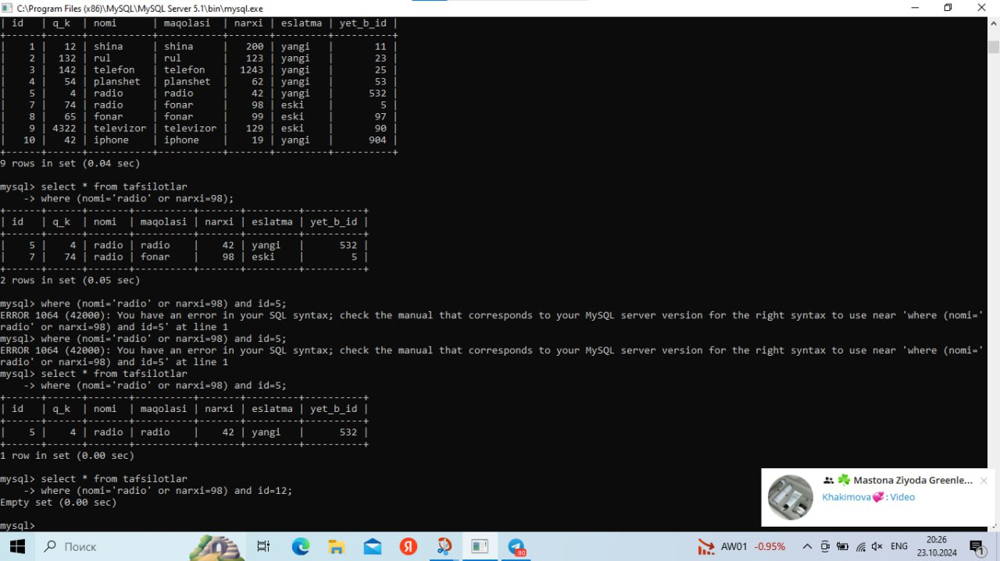 C:\Program Files (x86)\MySQL\MySQL Server 5.1\bin\mysql.exe
| id   | q_k  | nomi      | maqolasi  | narxi | eslatma | yet_b_id |
+------+------+-----------+-----------+-------+---------+----------+
|    1 |   12 | shina     | shina     |   200 | yangi   |       11 |
|    2 |  132 | rul       | rul       |   123 | yangi   |       23 |
|    3 |  142 | telefon   | telefon   |  1243 | yangi   |       25 |
|    4 |   54 | planshet  | planshet  |    62 | yangi   |       53 |
|    5 |    4 | radio     | radio     |    42 | yangi   |      532 |
|    7 |   74 | radio     | fonar     |    98 | eski    |        5 |
|    8 |   65 | fonar     | fonar     |    99 | eski    |       97 |
|    9 | 4322 | televizor | televizor |   129 | eski    |       90 |
|   10 |   42 | iphone    | iphone    |    19 | yangi   |      904 |
+------+------+-----------+-----------+-------+---------+----------+
9 rows in set (0.04 sec)
mysql> select * from tafsilotlar
    -> where (nomi='radio' or narxi=98);
+------+------+-------+----------+-------+---------+----------+
| id   | q_k  | nomi  | maqolasi | narxi | eslatma | yet_b_id |
+------+------+-------+----------+-------+---------+----------+
|    5 |    4 | radio | radio    |    42 | yangi   |      532 |
|    7 |   74 | radio | fonar    |    98 | eski    |        5 |
+------+------+-------+----------+-------+---------+----------+
2 rows in set (0.05 sec)
mysql> where (nomi='radio' or narxi=98) and id=5;
ERROR 1064 (42000): You have an error in your SQL syntax; check the manual that corresponds to your MySQL server version for the right syntax to use near 'where (nomi='
radio' or narxi=98) and id=5' at line 1
mysql> where (nomi='radio' or narxi=98) and id=5;
ERROR 1064 (42000): You have an error in your SQL syntax; check the manual that corresponds to your MySQL server version for the right syntax to use near 'where (nomi='
radio' or narxi=98) and id=5' at line 1
mysql> select * from tafsilotlar
    -> where (nomi='radio' or narxi=98) and id=5;
+------+------+-------+----------+-------+---------+----------+
| id   | q_k  | nomi  | maqolasi | narxi | eslatma | yet_b_id |
+------+------+-------+----------+-------+---------+----------+
|    5 |    4 | radio | radio    |    42 | yangi   |      532 |
+------+------+-------+----------+-------+---------+----------+
1 row in set (0.00 sec)
mysql> select * from tafsilotlar
    -> where (nomi='radio' or narxi=98) and id=12;
Empty set (0.00 sec)
mysql>
Mastona Ziyoda Greenle...
Khakimova💞: Video
Поиск
Я
90
AW01 -0.95%
ENG
20:26
23.10.2024
1